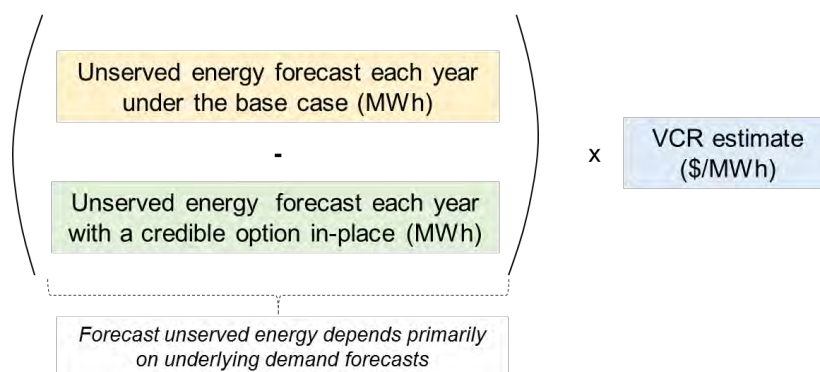 Unserved energy forecast each year
under the base case (MWh)
-
Unserved energy forecast each year
with a credible option in-place (MWh)
x
VCR estimate
($/MWh)
Forecast unserved energy depends primarily
on underlying demand forecasts